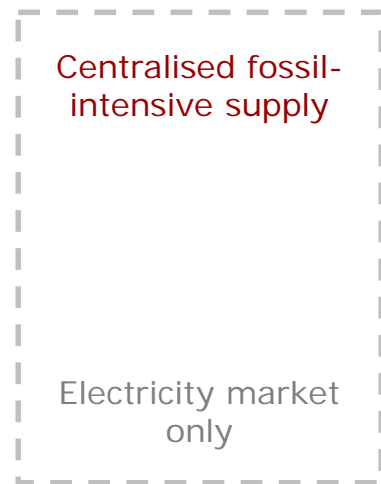 Centralised fossil-
intensive supply
Electricity market
only